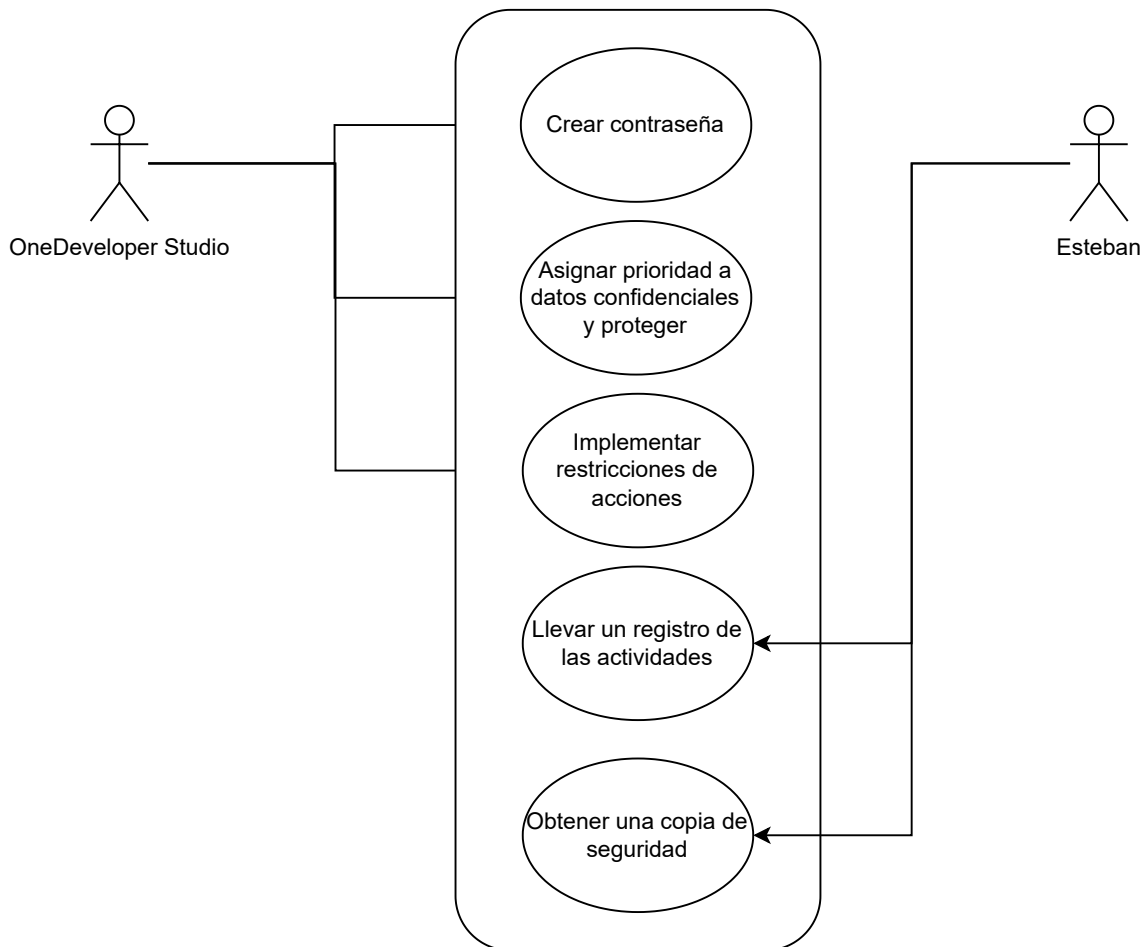 Crear contraseña
OneDeveloper Studio
Esteban
Asignar prioridad a
datos confidenciales
y proteger
Implementar
restricciones de
acciones
Llevar un registro de
las actividades
Obtener una copia de
seguridad